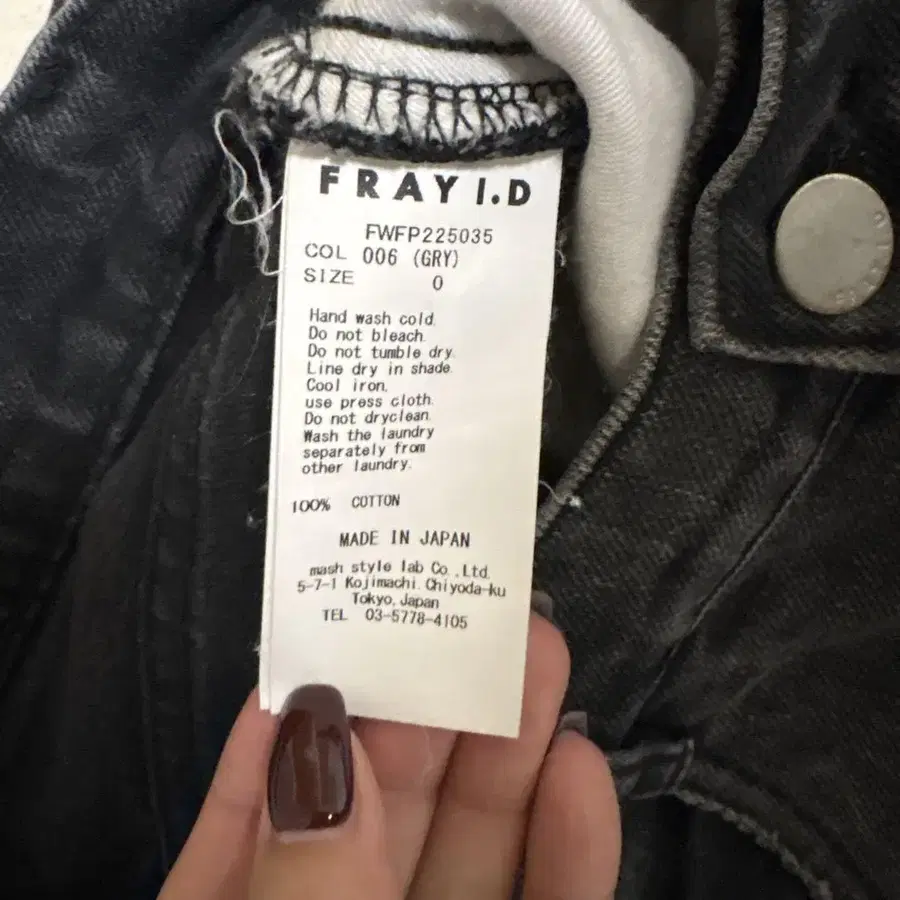 FRAY I.D
FWFP225035
COL 006 (GRY)
SIZE 0
Hand wash cold.
Do not bleach.
Do not tumble dry.
Line dry in shade.
Cool iron,
use press cloth.
Do not dryclean.
Wash the laundry
separately from
other laundry.
100% COTTON
MADE IN JAPAN
mash style lab Co.,Ltd.
5-7-1 Kojimachi, Chiyoda-ku
Tokyo, Japan
TEL 03-5778-4105